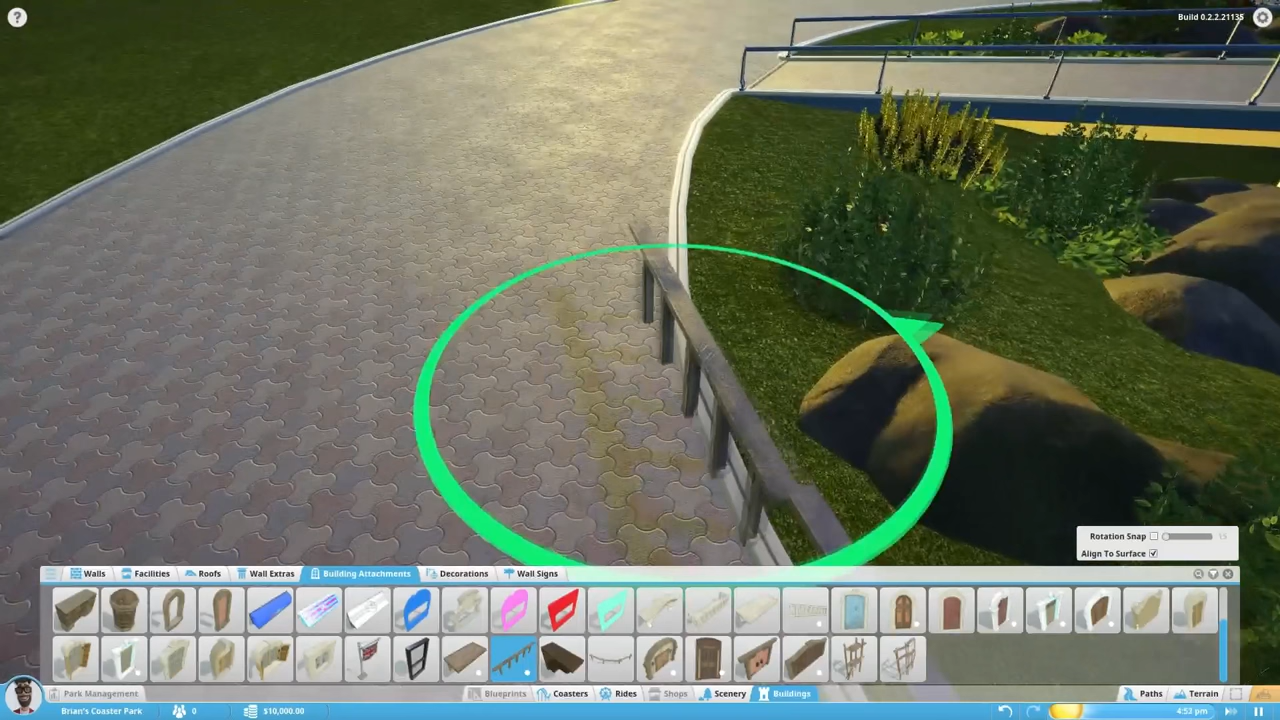 ?
Build 0.2.2.21135
Rotation Snap 15
Align To Surface
Walls Facilities Roofs Wall Extras Building Attachments Decorations Wall Signs
Park Management Blueprints Coasters Rides Shops Scenery Buildings Paths Terrain
Brian's Coaster Park 0 $10,000.00 4:52 pm